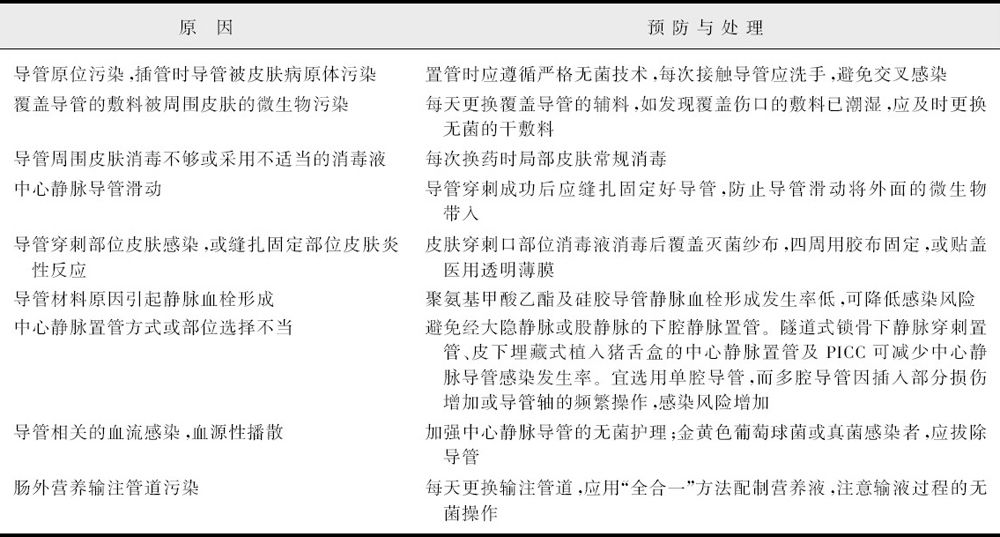 原 因 预防与处理
导管原位污染,插管时导管被皮肤病原体污染 置管时应遵循严格无菌技术,每次接触导管应洗手,避免交叉感染
覆盖导管的敷料被周围皮肤的微生物污染 每天更换覆盖导管的辅料,如发现覆盖伤口的敷料已潮湿,应及时更换
无菌的干敷料
导管周围皮肤消毒不够或采用不适当的消毒液 每次换药时局部皮肤常规消毒
中心静脉导管滑动 导管穿刺成功后应缝扎固定好导管,防止导管滑动将外面的微生物
带入
导管穿刺部位皮肤感染,或缝扎固定部位皮肤炎 皮肤穿刺口部位消毒液消毒后覆盖灭菌纱布,四周用胶布固定,或贴盖
性反应 医用透明薄膜
导管材料原因引起静脉血栓形成 聚氨基甲酸乙酯及硅胶导管静脉血栓形成发生率低,可降低感染风险
中心静脉置管方式或部位选择不当 避免经大隐静脉或股静脉的下腔静脉置管。隧道式锁骨下静脉穿刺置
管、皮下埋藏式植入猪舌盒的中心静脉置管及 PICC 可减少中心静
脉导管感染发生率。宜选用单腔导管,而多腔导管因插入部分损伤
增加或导管轴的频繁操作,感染风险增加
导管相关的血流感染,血源性播散 加强中心静脉导管的无菌护理;金黄色葡萄球菌或真菌感染者,应拔除
导管
肠外营养输注管道污染 每天更换输注管道,应用“全合一”方法配制营养液,注意输液过程的无
菌操作